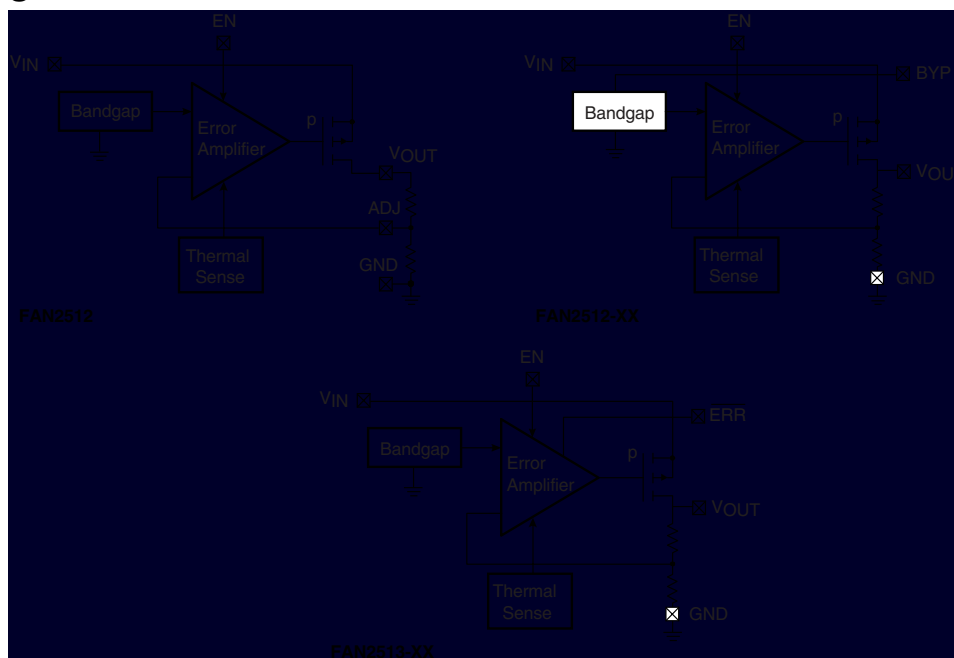 EN
VIN
Bandgap
Error
Amplifier
p
VOUT
ADJ
Thermal
Sense
GND
FAN2512
EN
VIN
BYP
Bandgap
Error
Amplifier
p
VOU
Thermal
Sense
GND
FAN2512-XX
EN
VIN
ERR
Bandgap
Error
Amplifier
p
VOUT
Thermal
Sense
GND
FAN2513-XX